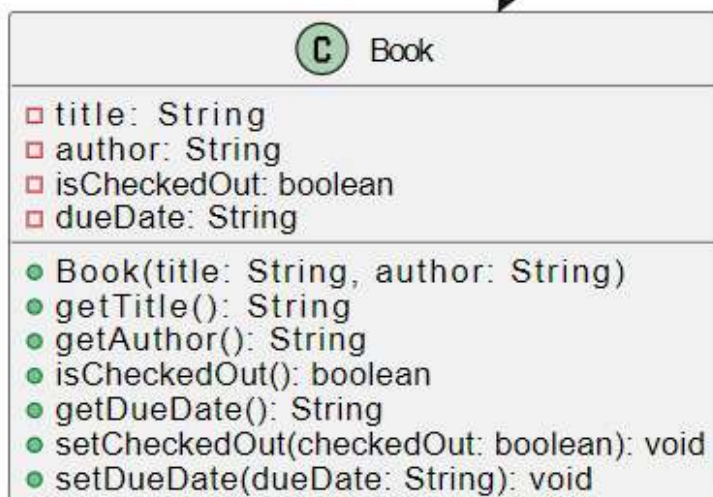 C Book
title: String
author: String
isCheckedOut: boolean
dueDate: String
Book(title: String, author: String)
getTitle(): String
getAuthor(): String
isCheckedOut(): boolean
getDueDate(): String
setCheckedOut(checkedOut: boolean): void
setDueDate(dueDate: String): void